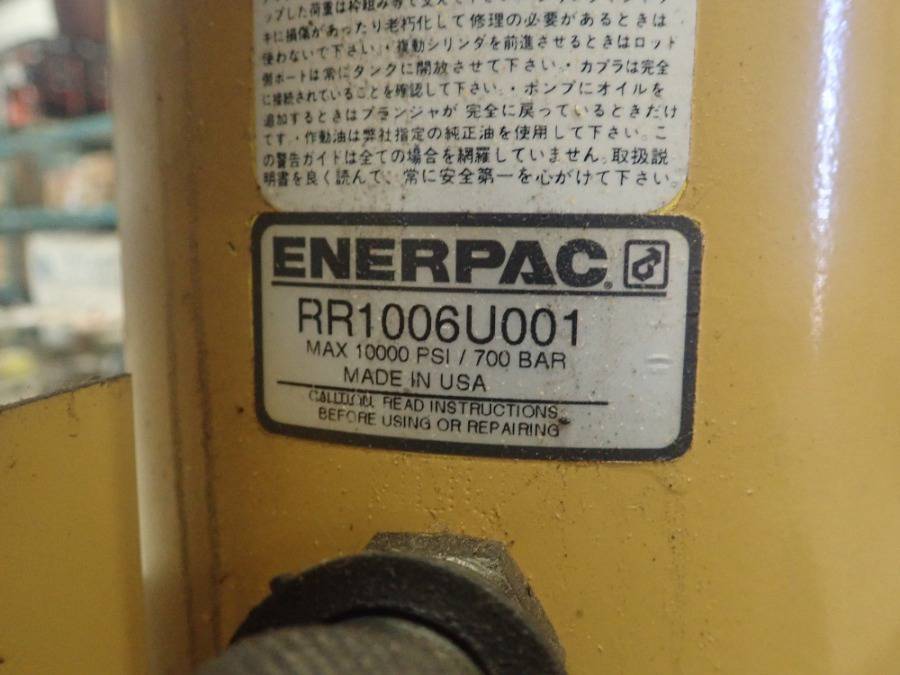 ップした荷重は枠組み等で支えて下さい。
キに損傷があったり老朽化して修理の必要があるときは
使わないで下さい。・複動シリンダを前進させるときはロッド
側ポートは常にタンクに開放させて下さい。・カプラは完全
に接続されていることを確認して下さい。・ポンプにオイルを
追加するときはプランジャが完全に戻っているときだけ
です。・作動油は弊社指定の純正油を使用して下さい。こ
の警告ガイドは全ての場合を網羅していません。取扱説
明書を良く読んで、常に安全第一を心がけて下さい。
ENERPAC®
RR1006U001
MAX 10000 PSI / 700 BAR
MADE IN USA
CAUTION: READ INSTRUCTIONS
BEFORE USING OR REPAIRING